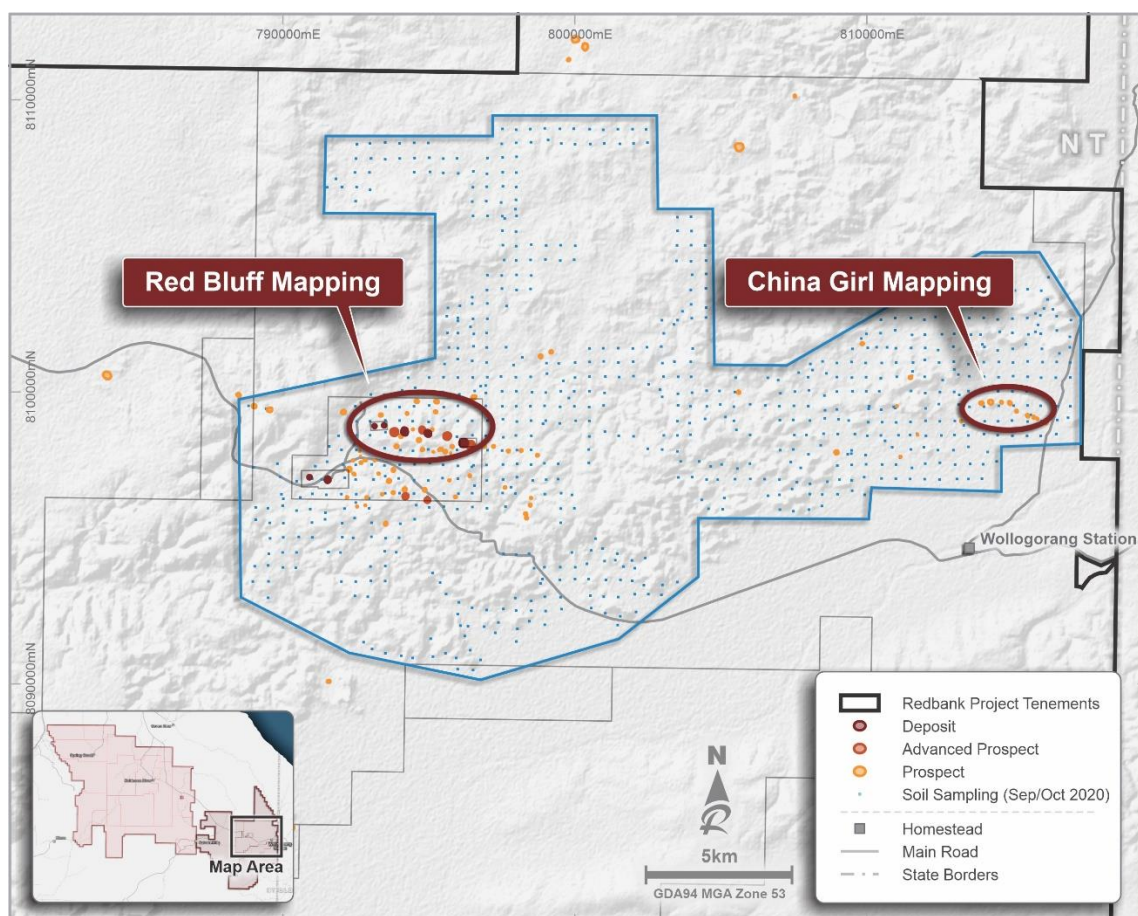 790000mE
800000mE
810000mE
8110000mN
NT
Red Bluff Mapping
China Girl Mapping
8100000mN
Wollogorang Station
8090000mN
Map Area
N
R
5km
GDA94 MGA Zone 53
Redbank Project Tenements
Deposit
Advanced Prospect
Prospect
Soil Sampling (Sep/Oct 2020)
Homestead
Main Road
State Borders